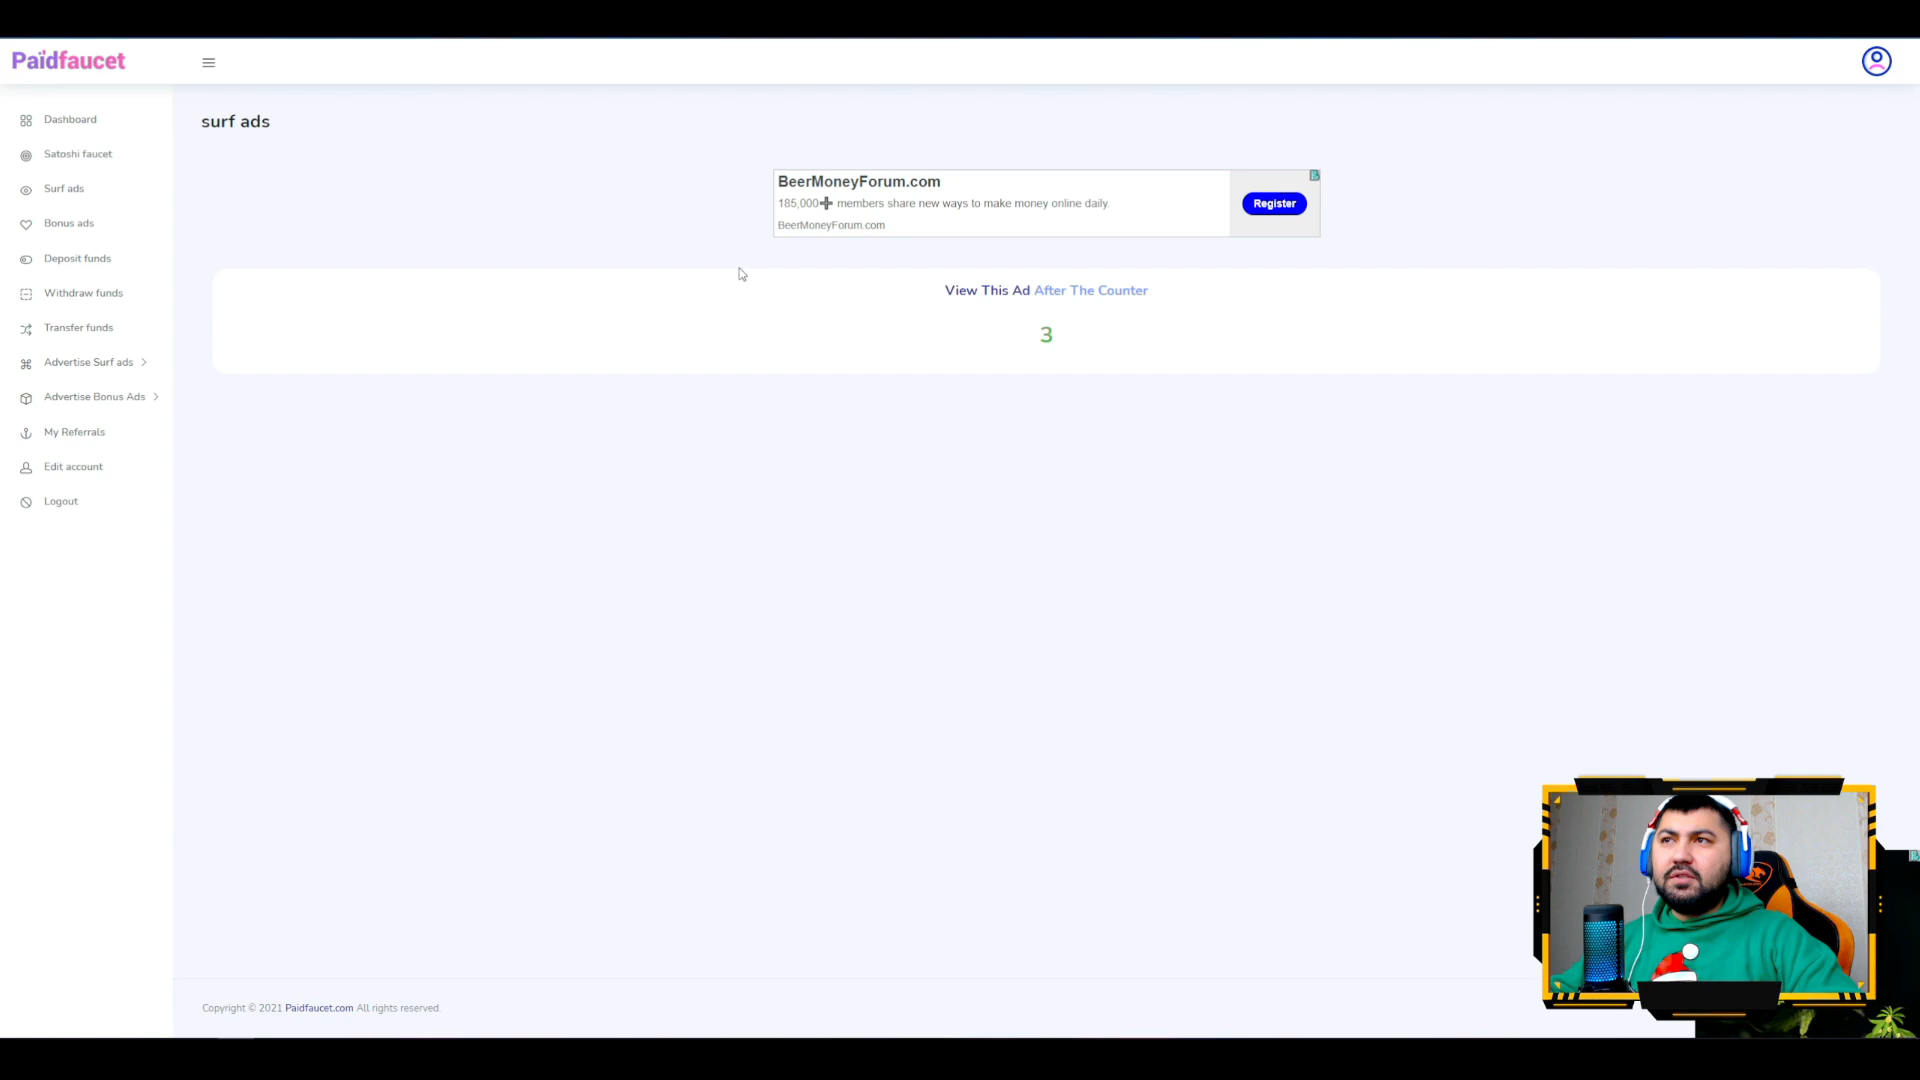 Paidfaucet
Dashboard
Satoshi faucet
Surf ads
Bonus ads
Deposit funds
Withdraw funds
Transfer funds
Advertise Surf ads
Advertise Bonus Ads
My Referrals
Edit account
Logout
surf ads
BeerMoneyForum.com
185,000➕ members share new ways to make money online daily.
BeerMoneyForum.com
Register
View This Ad After The Counter
3
Copyright © 2021 Paidfaucet.com All rights reserved.